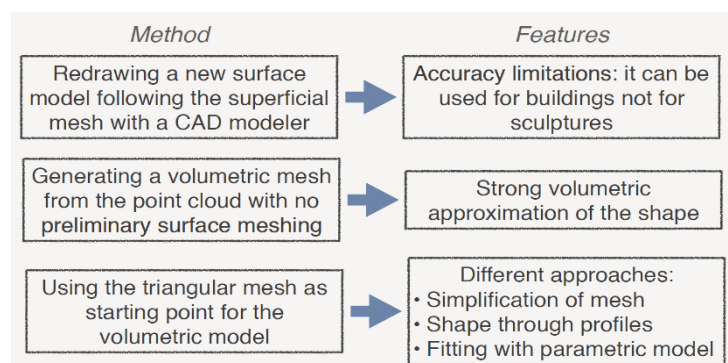 Method
Features
Redrawing a new surface
model following the superficial
mesh with a CAD modeler
Accuracy limitations: it can be
used for buildings not for
sculptures
Generating a volumetric mesh
from the point cloud with no
preliminary surface meshing
Strong volumetric
approximation of the shape
Using the triangular mesh as
starting point for the
volumetric model
Different approaches:
• Simplification of mesh
• Shape through profiles
• Fitting with parametric model